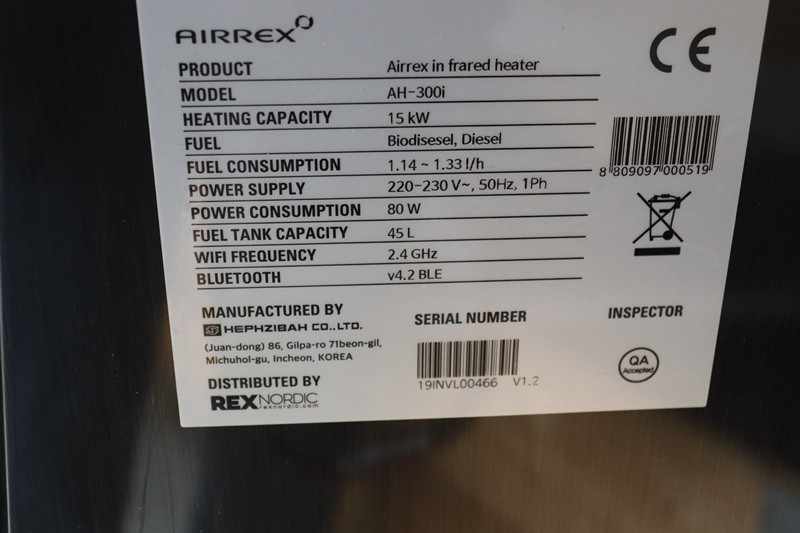 AIRREX
PRODUCT Airrex in frared heater
MODEL AH-300i
HEATING CAPACITY 15 kW
FUEL Biodisesel, Diesel
FUEL CONSUMPTION 1.14 ~ 1.33 l/h
POWER SUPPLY 220-230 V~, 50Hz, 1Ph
POWER CONSUMPTION 80 W
FUEL TANK CAPACITY 45 L
WIFI FREQUENCY 2.4 GHz
BLUETOOTH v4.2 BLE
CE
8 809097 000519
MANUFACTURED BY
HEPHZIBAH CO., LTD.
(Juan-dong) 86, Gilpa-ro 71beon-gil,
Michuhol-gu, Incheon, KOREA
DISTRIBUTED BY
REXNORDIC
rexnordic.com
SERIAL NUMBER
19INVL00466 V1.2
INSPECTOR
QA
Accepted